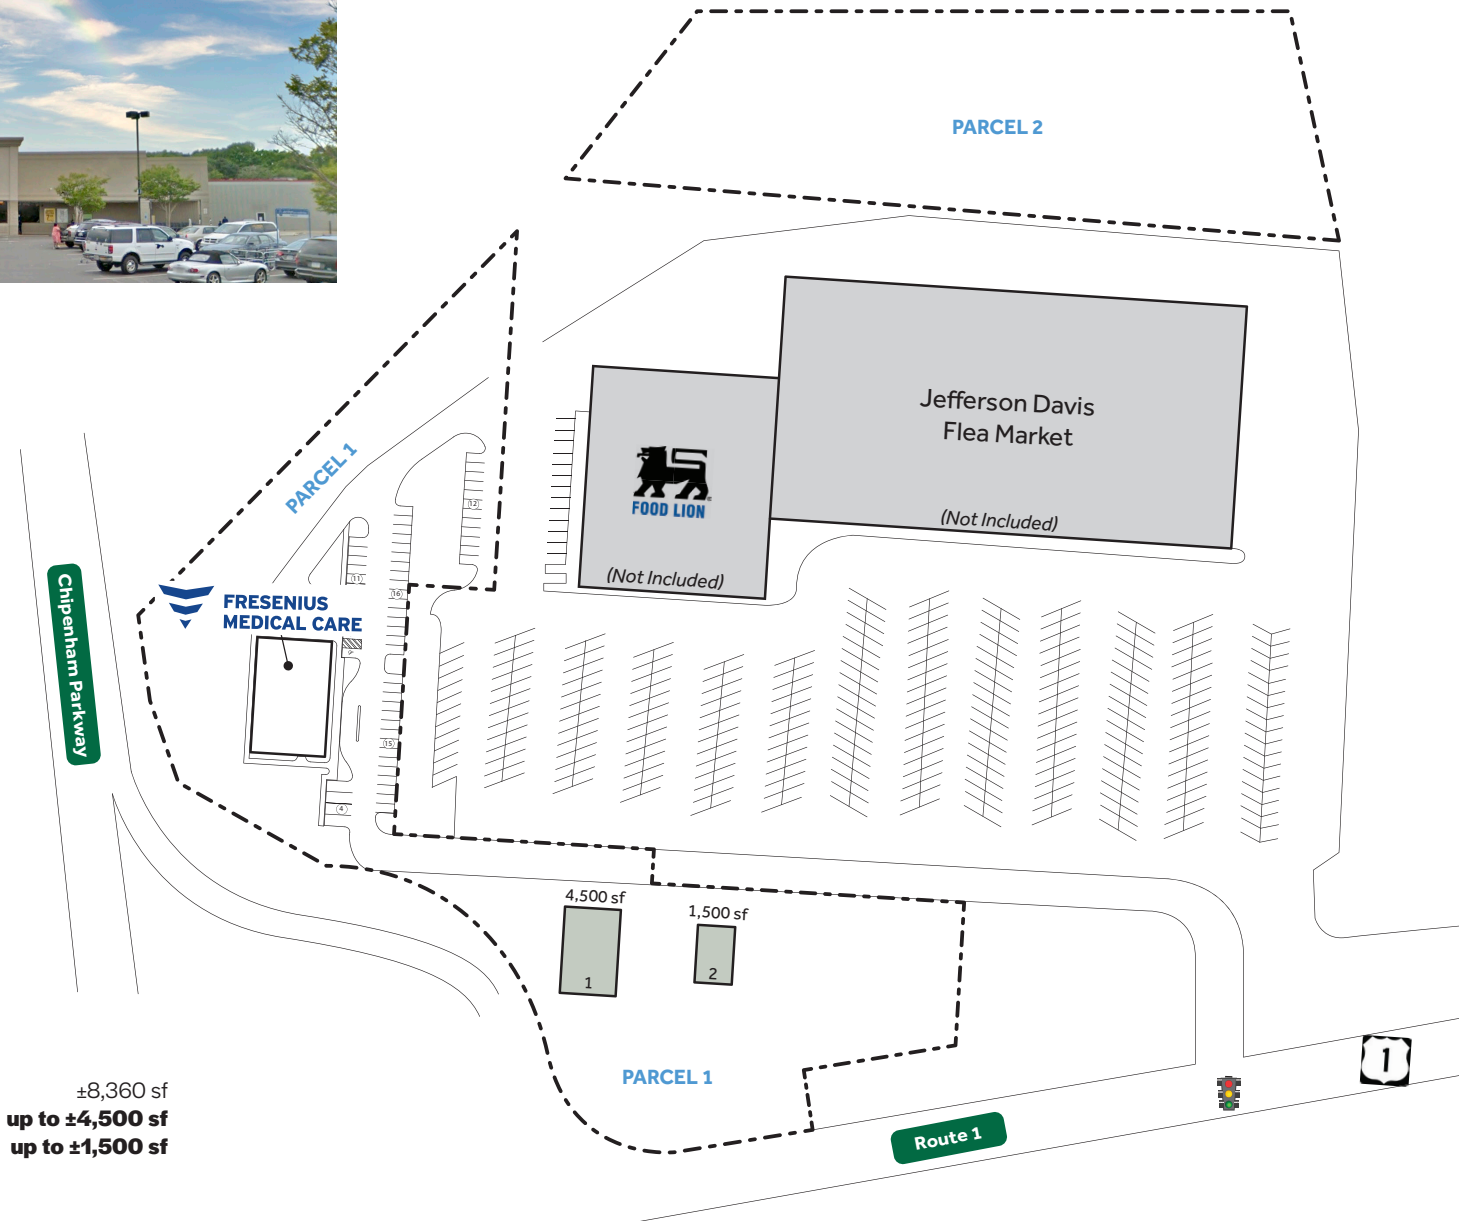 PARCEL 2
Jefferson Davis
Flea Market
(Not Included)
FOOD LION
(Not Included)
PARCEL 1
12
11
16
FRESENIUS
MEDICAL CARE
Chipenham Parkway
15
4
4,500 sf
1
1,500 sf
2
PARCEL 1
±8,360 sf
up to ±4,500 sf
up to ±1,500 sf
Route 1
1